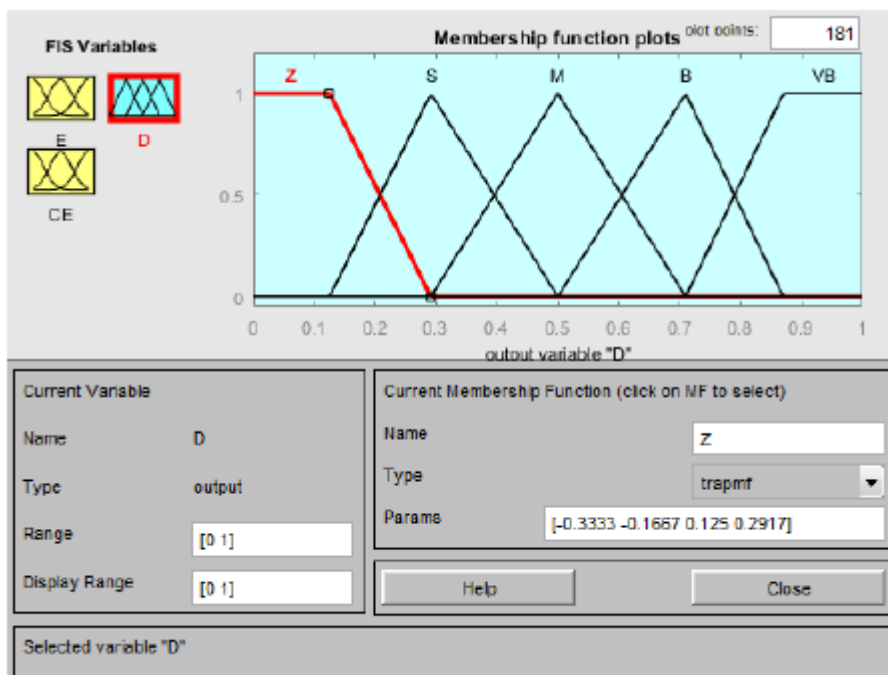 FIS Variables
E
D
CE
Membership function plots
plot points:
181
Z
S
M
B
VB
1
0.5
0
0
0.1
0.2
0.3
0.4
0.5
0.6
0.7
0.8
0.9
1
output variable "D"
Current Variable
Name
D
Type
output
Range
[0 1]
Display Range
[0 1]
Current Membership Function (click on MF to select)
Name
Z
Type
trapmf
Params
[-0.3333 -0.1667 0.125 0.2917]
Help
Close
Selected variable "D"